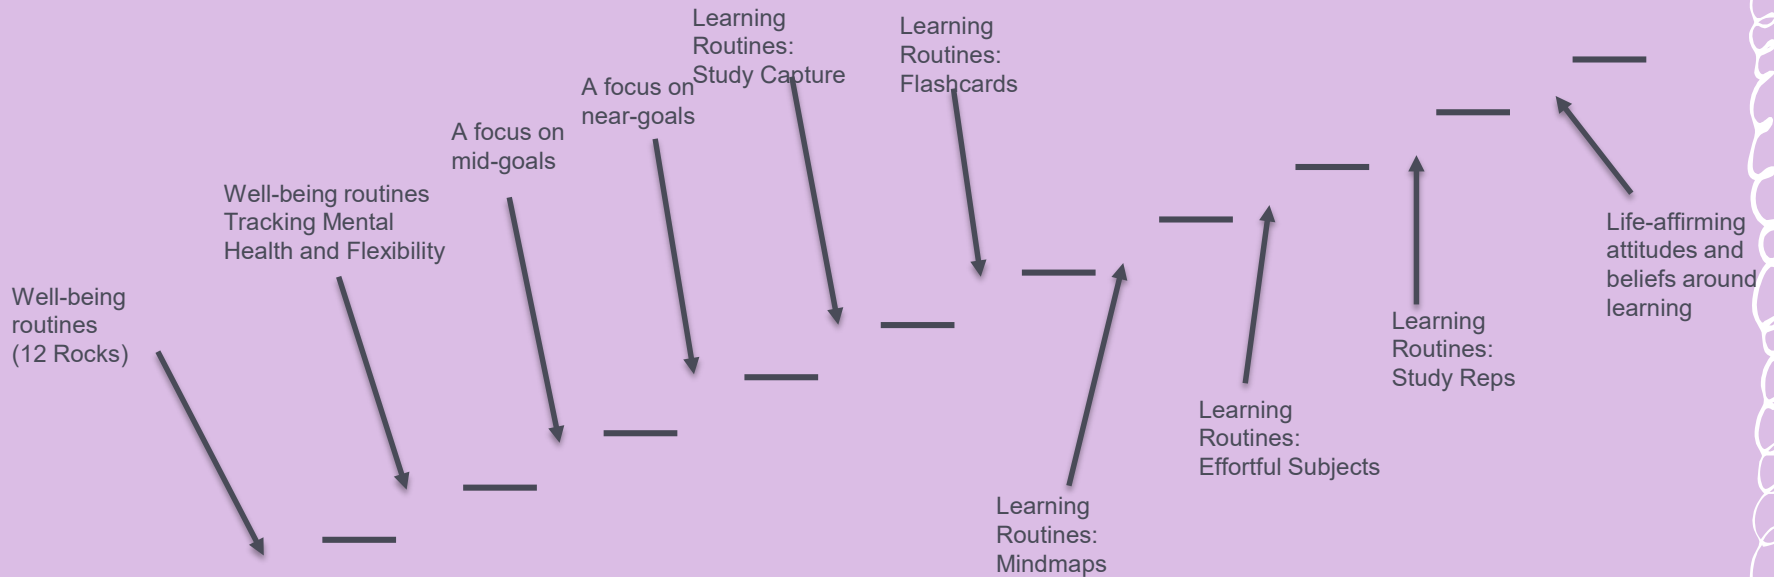 Well-being
routines
(12 Rocks)
Well-being routines
Tracking Mental
Health and Flexibility
A focus on
mid-goals
A focus on
near-goals
Learning
Routines:
Study Capture
Learning
Routines:
Flashcards
Learning
Routines:
Mindmaps
Learning
Routines:
Effortful Subjects
Learning
Routines:
Study Reps
Life-affirming
attitudes and
beliefs around
learning